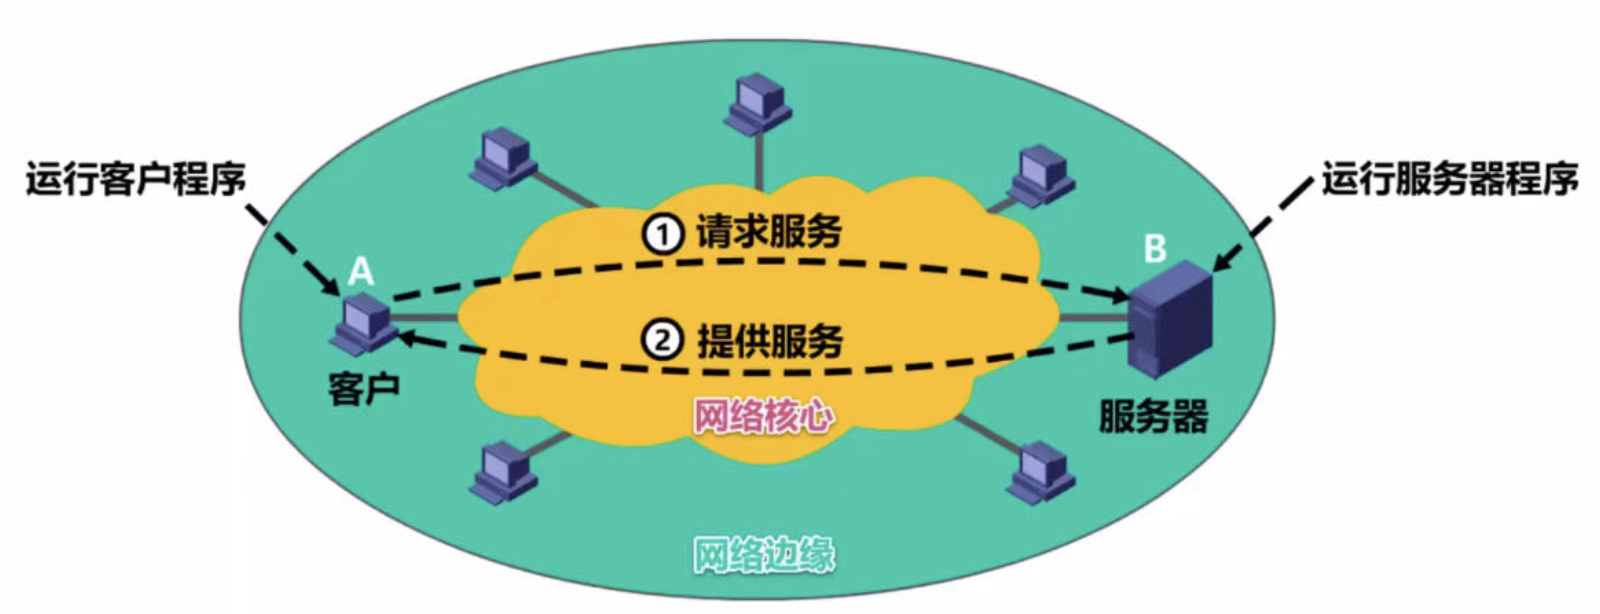 运行客户程序
运行服务器程序
① 请求服务
A
B
② 提供服务
客户
服务器
网络核心
网络边缘